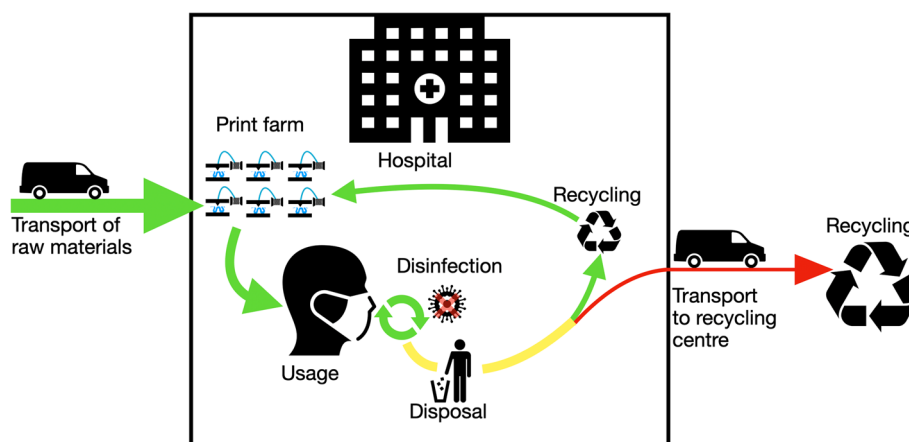 Print farm
Hospital
Transport of
raw materials
Recycling
Recycling
Disinfection
Transport
to recycling
centre
Usage
Disposal